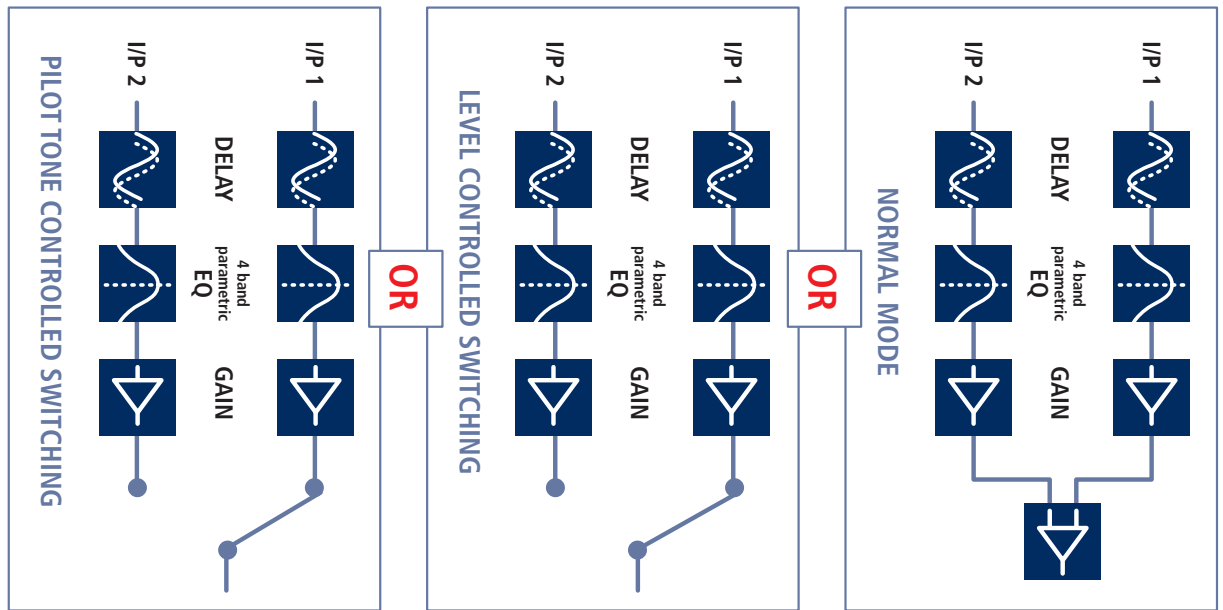 I/P 1
DELAY
4 band
parametric
EQ
GAIN
I/P 2
NORMAL MODE
OR
I/P 1
DELAY
4 band
parametric
EQ
GAIN
I/P 2
LEVEL CONTROLLED SWITCHING
OR
I/P 1
DELAY
4 band
parametric
EQ
GAIN
I/P 2
PILOT TONE CONTROLLLED SWITCHING